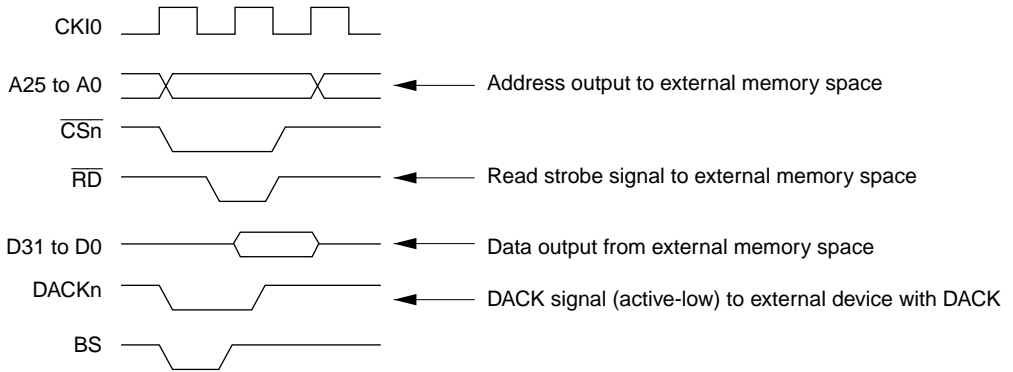 CKI0
A25 to A0 Address output to external memory space
CSn
RD Read strobe signal to external memory space
D31 to D0 Data output from external memory space
DACKn DACK signal (active-low) to external device with DACK
BS